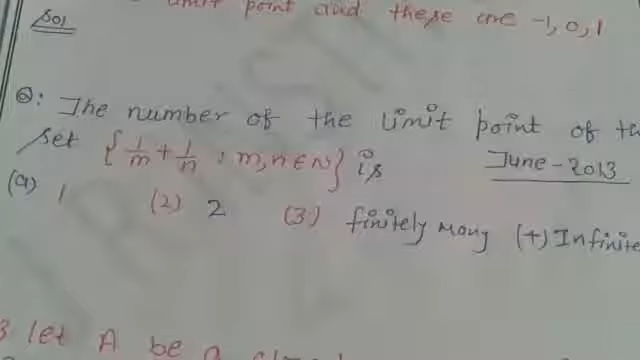 limit point and these are -1, 0, 1
Sol
Q: The number of the limit point of the
set {1/m + 1/n : m, n ∈ N} is
June - 2013
(a) 1 (2) 2 (3) finitely many (4) Infinite
3 let A be a